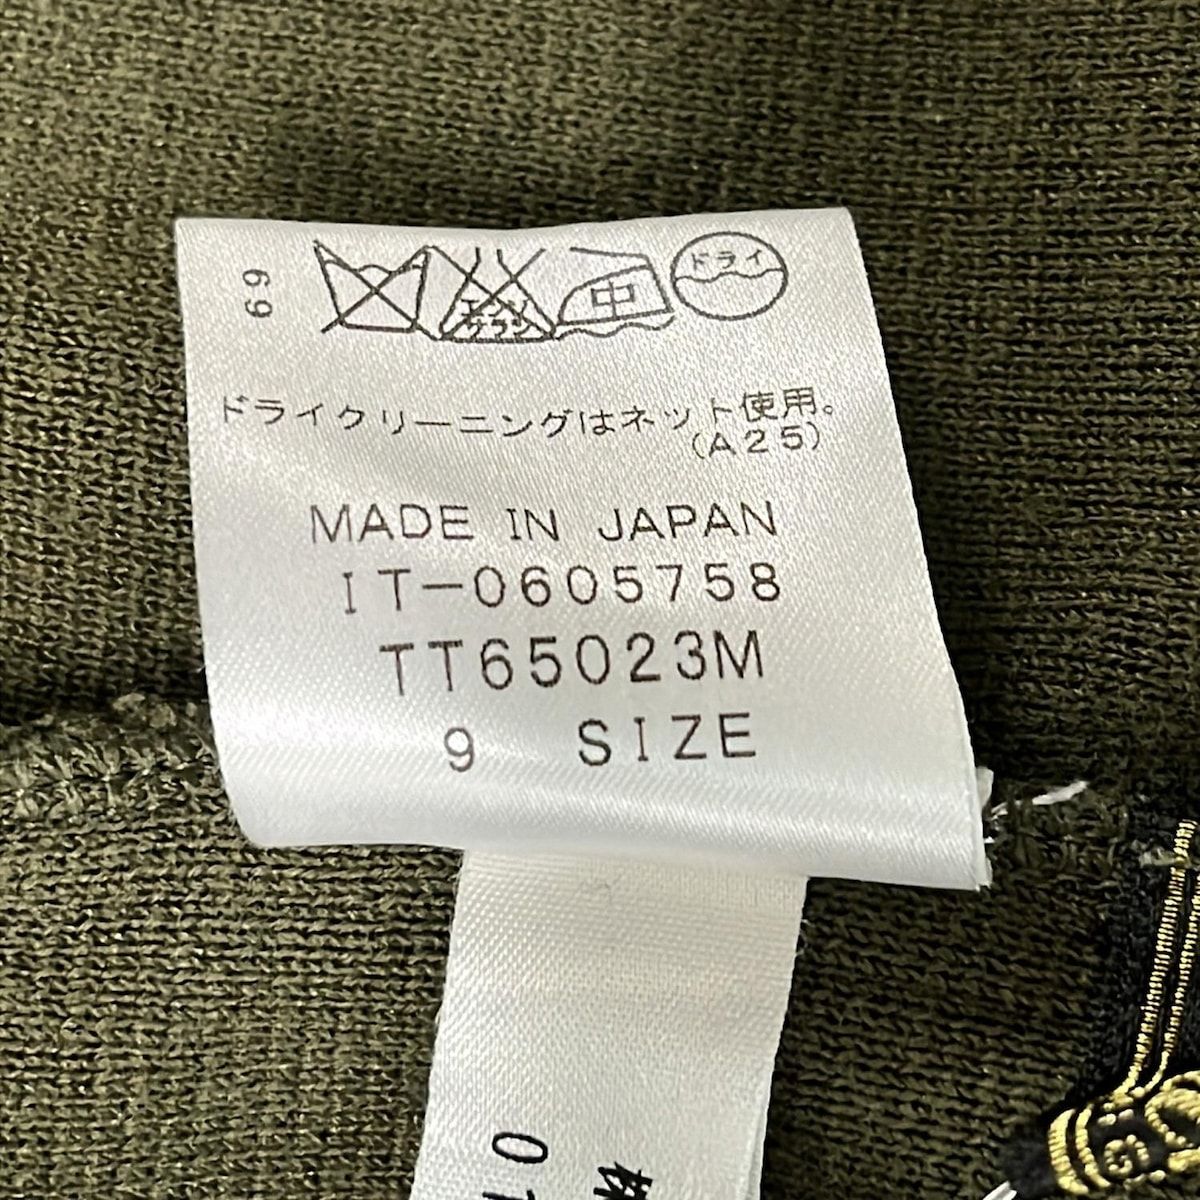 69
エンソ
サラシ
中
ドライ
ドライクリーニングはネット使用。
(A25)
MADE IN JAPAN
IT-0605758
TT65023M
9 SIZE